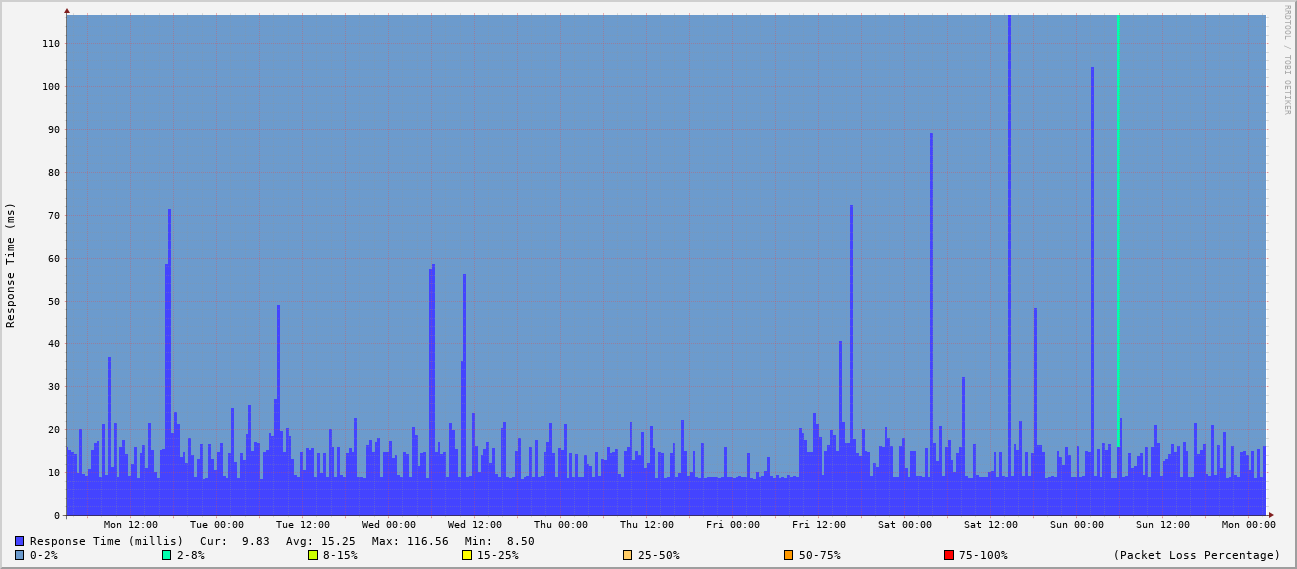 RRDTOOL / TOBI OETIKER
Response Time (ms)
110
100
90
80
70
60
50
40
30
20
10
0
Mon 12:00 Tue 00:00 Tue 12:00 Wed 00:00 Wed 12:00 Thu 00:00 Thu 12:00 Fri 00:00 Fri 12:00 Sat 00:00 Sat 12:00 Sun 00:00 Sun 12:00 Mon 00:00
Response Time (millis) Cur: 9.83 Avg: 15.25 Max: 116.56 Min: 8.50
0-2% 2-8% 8-15% 15-25% 25-50% 50-75% 75-100% (Packet Loss Percentage)